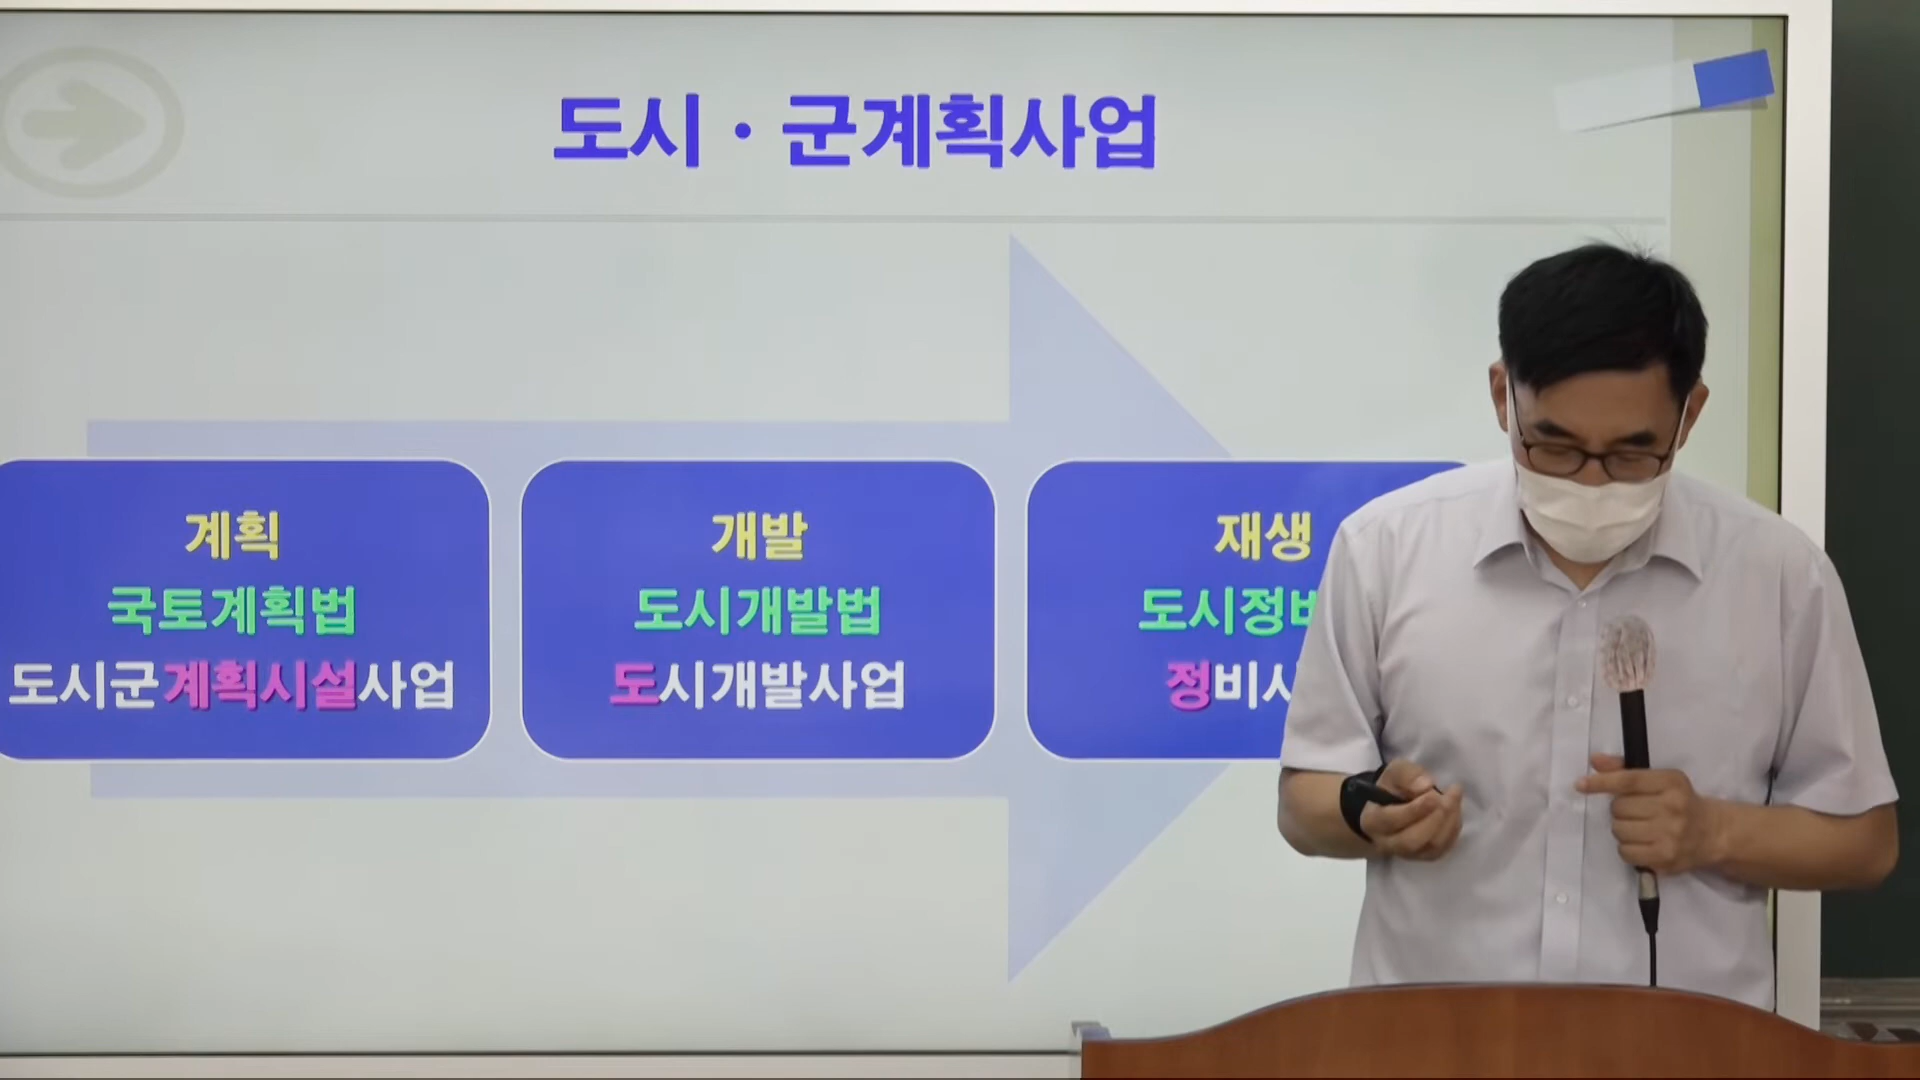 도시·군계획사업
계획
국토계획법
도시군계획시설사업
개발
도시개발법
도시개발사업
재생
도시정
정비